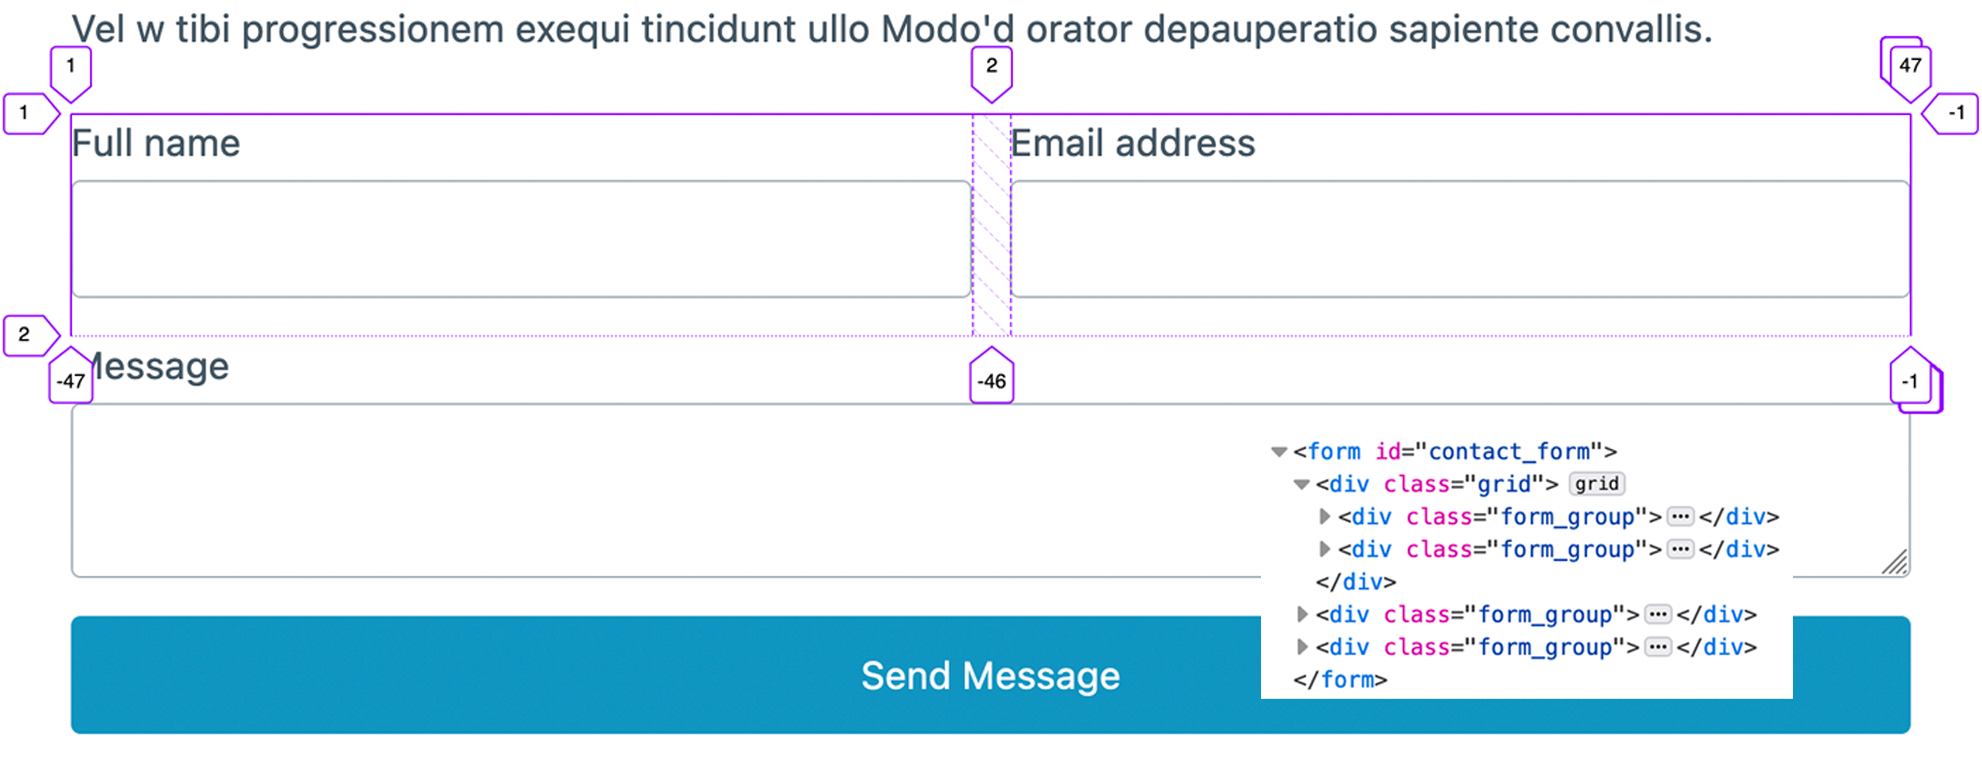 Vel w tibi progressionem exequi tincidunt ullo Modo'd orator depauperatio sapiente convallis.
1 2 47
1 -1
Full name Email address
2
Message
-47 -46 -1
<form id="contact_form">
<div class="grid"> grid
<div class="form_group"> ... </div>
<div class="form_group"> ... </div>
</div>
<div class="form_group"> ... </div>
<div class="form_group"> ... </div>
</form>
Send Message